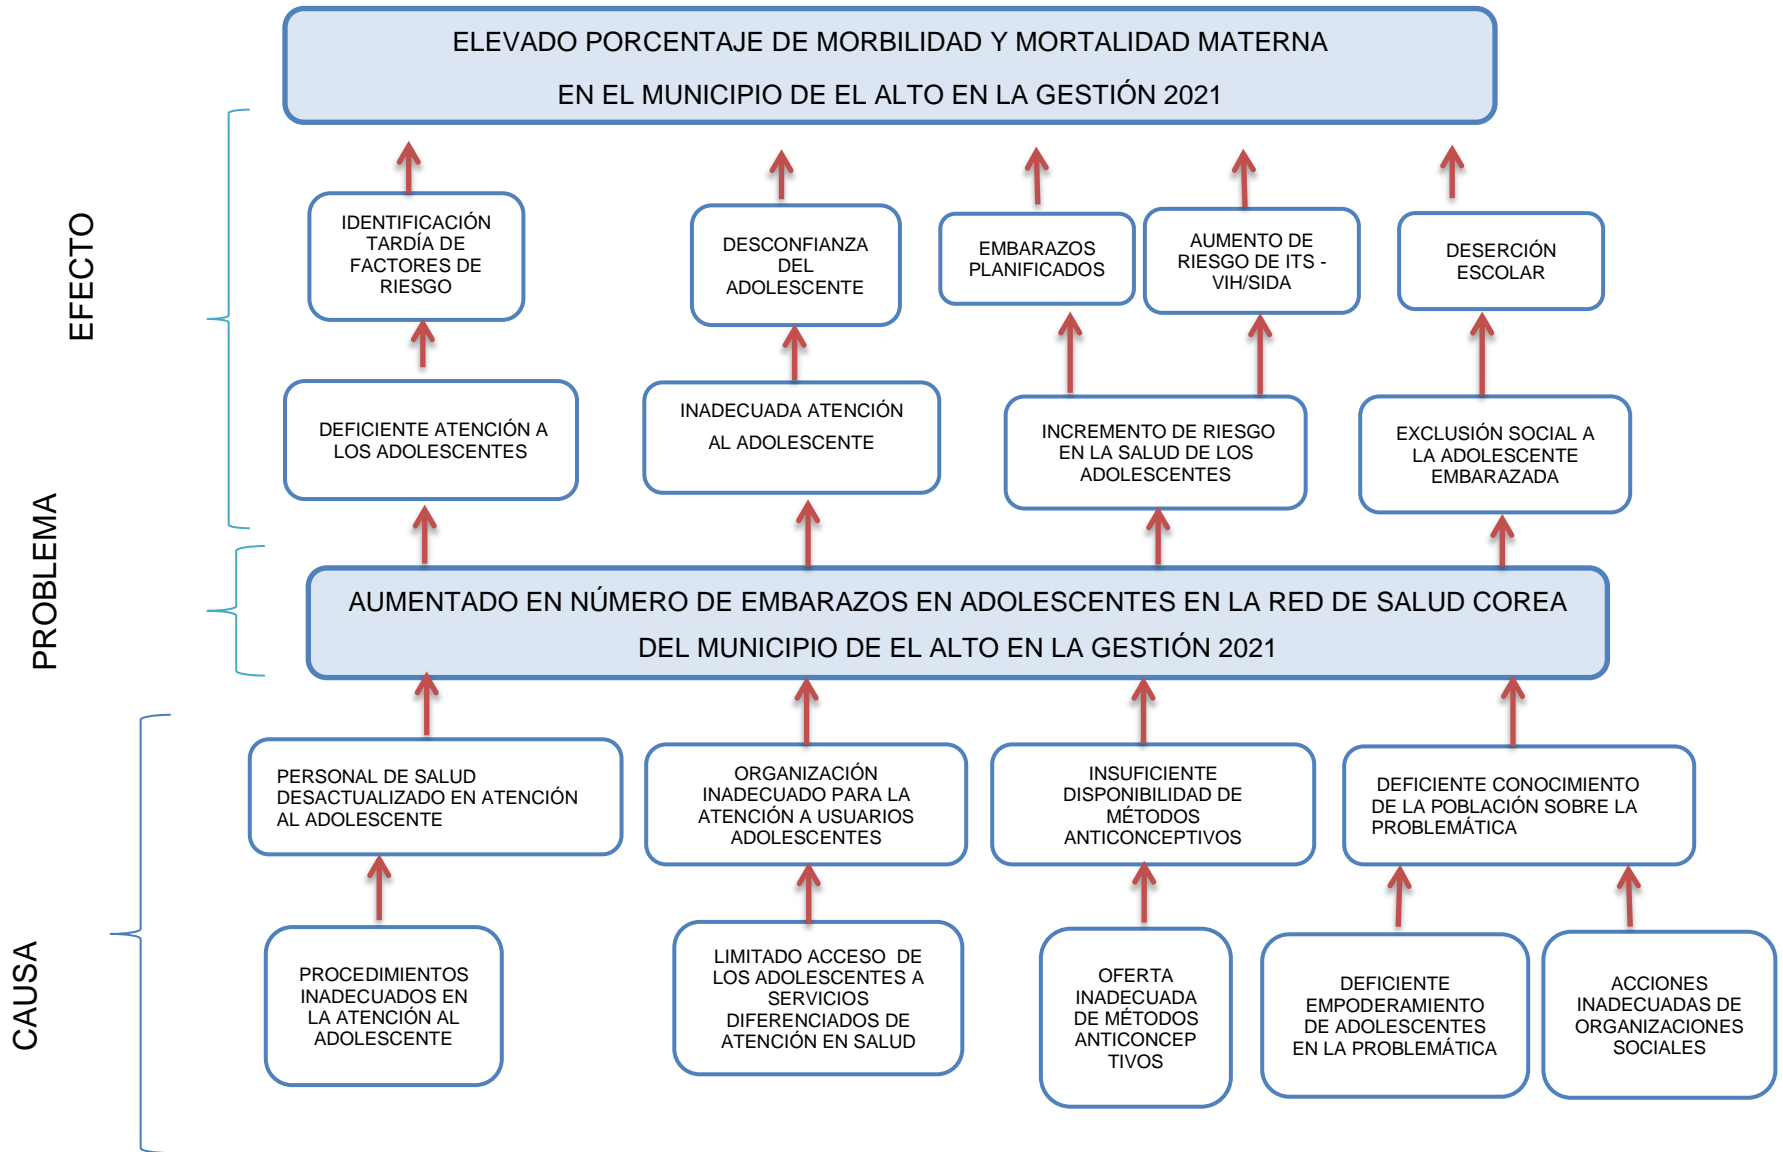 ELEVADO PORCENTAJE DE MORBILIDAD Y MORTALIDAD MATERNA
EN EL MUNICIPIO DE EL ALTO EN LA GESTIÓN 2021
EFECTO
IDENTIFICACIÓN
TARDÍA DE
FACTORES DE
RIESGO
DESCONFIANZA
DEL
ADOLESCENTE
EMBARAZOS
PLANIFICADOS
AUMENTO DE
RIESGO DE ITS -
VIH/SIDA
DESERCIÓN
ESCOLAR
DEFICIENTE ATENCIÓN A
LOS ADOLESCENTES
INADECUADA ATENCIÓN
AL ADOLESCENTE
INCREMENTO DE RIESGO
EN LA SALUD DE LOS
ADOLESCENTES
EXCLUSIÓN SOCIAL A
LA ADOLESCENTE
EMBARAZADA
PROBLEMA
AUMENTADO EN NÚMERO DE EMBARAZOS EN ADOLESCENTES EN LA RED DE SALUD COREA
DEL MUNICIPIO DE EL ALTO EN LA GESTIÓN 2021
CAUSA
PERSONAL DE SALUD
DESACTUALIZADO EN ATENCIÓN
AL ADOLESCENTE
ORGANIZACIÓN
INADECUADO PARA LA
ATENCIÓN A USUARIOS
ADOLESCENTES
INSUFICIENTE
DISPONIBILIDAD DE
MÉTODOS
ANTICONCEPTIVOS
DEFICIENTE CONOCIMIENTO
DE LA POBLACIÓN SOBRE LA
PROBLEMÁTICA
PROCEDIMIENTOS
INADECUADOS EN
LA ATENCIÓN AL
ADOLESCENTE
LIMITADO ACCESO  DE
LOS ADOLESCENTES A
SERVICIOS
DIFERENCIADOS DE
ATENCIÓN EN SALUD
OFERTA
INADECUADA
DE MÉTODOS
ANTICONCEP
TIVOS
DEFICIENTE
EMPODERAMIENTO
DE ADOLESCENTES
EN LA PROBLEMÁTICA
ACCIONES
INADECUADAS DE
ORGANIZACIONES
SOCIALES